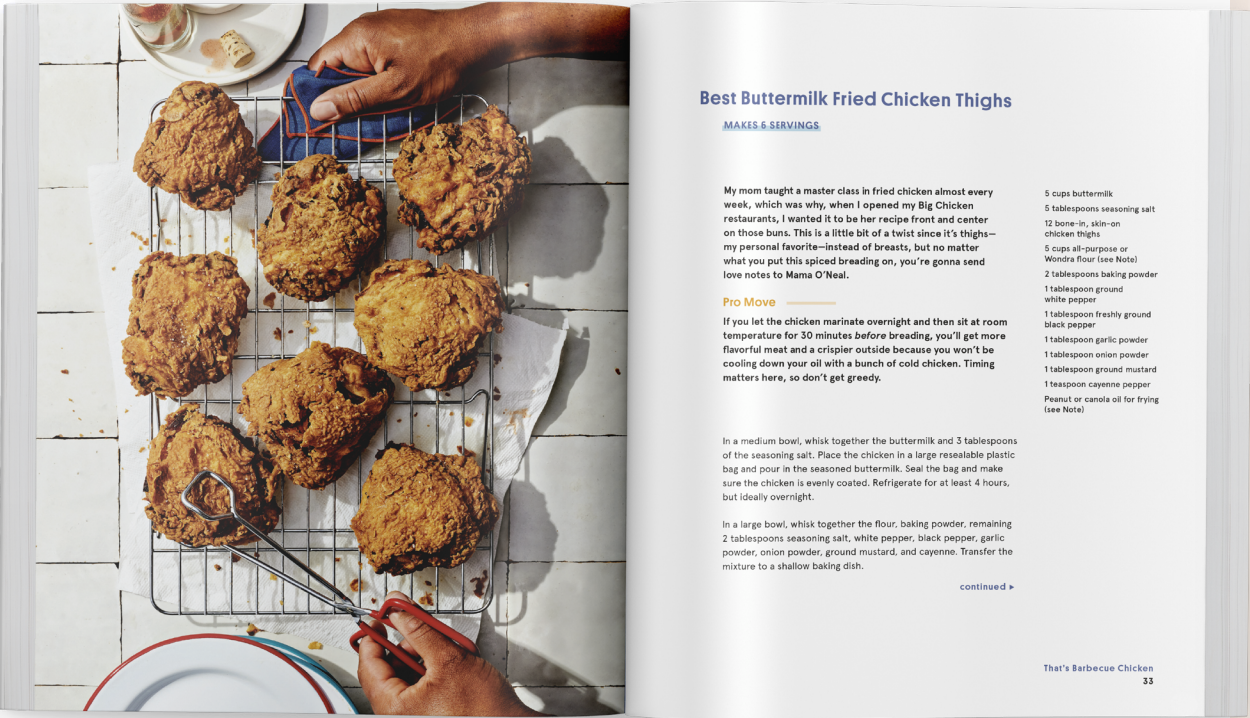 Best Buttermilk Fried Chicken Thighs
MAKES 6 SERVINGS
My mom taught a master class in fried chicken almost every
week, which was why, when I opened my Big Chicken
restaurants, I wanted it to be her recipe front and center
on those buns. This is a little bit of a twist since it's thighs—
my personal favorite—instead of breasts, but no matter
what you put this spiced breading on, you're gonna send
love notes to Mama O'Neal.
Pro Move
If you let the chicken marinate overnight and then sit at room
temperature for 30 minutes before breading, you'll get more
flavorful meat and a crispier outside because you won't be
cooling down your oil with a bunch of cold chicken. Timing
matters here, so don't get greedy.
In a medium bowl, whisk together the buttermilk and 3 tablespoons
of the seasoning salt. Place the chicken in a large resealable plastic
bag and pour in the seasoned buttermilk. Seal the bag and make
sure the chicken is evenly coated. Refrigerate for at least 4 hours,
but ideally overnight.
In a large bowl, whisk together the flour, baking powder, remaining
2 tablespoons seasoning salt, white pepper, black pepper, garlic
powder, onion powder, ground mustard, and cayenne. Transfer the
mixture to a shallow baking dish.
continued ▸
5 cups buttermilk
5 tablespoons seasoning salt
12 bone-in, skin-on
chicken thighs
5 cups all-purpose or
Wondra flour (see Note)
2 tablespoons baking powder
1 tablespoon ground
white pepper
1 tablespoon freshly ground
black pepper
1 tablespoon garlic powder
1 tablespoon onion powder
1 tablespoon ground mustard
1 teaspoon cayenne pepper
Peanut or canola oil for frying
(see Note)
That's Barbecue Chicken
33